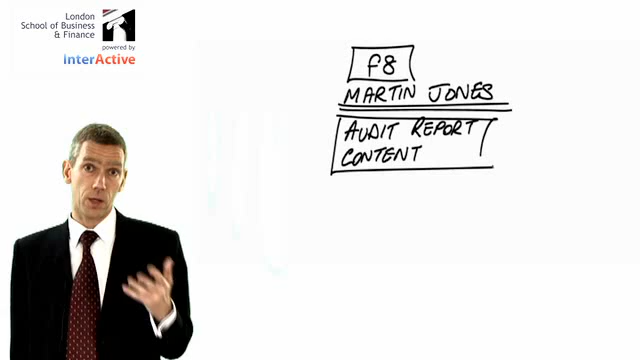 London
School of Business
& Finance
powered by
InterActive
F8
MARTIN JONES
AUDIT REPORT
CONTENT